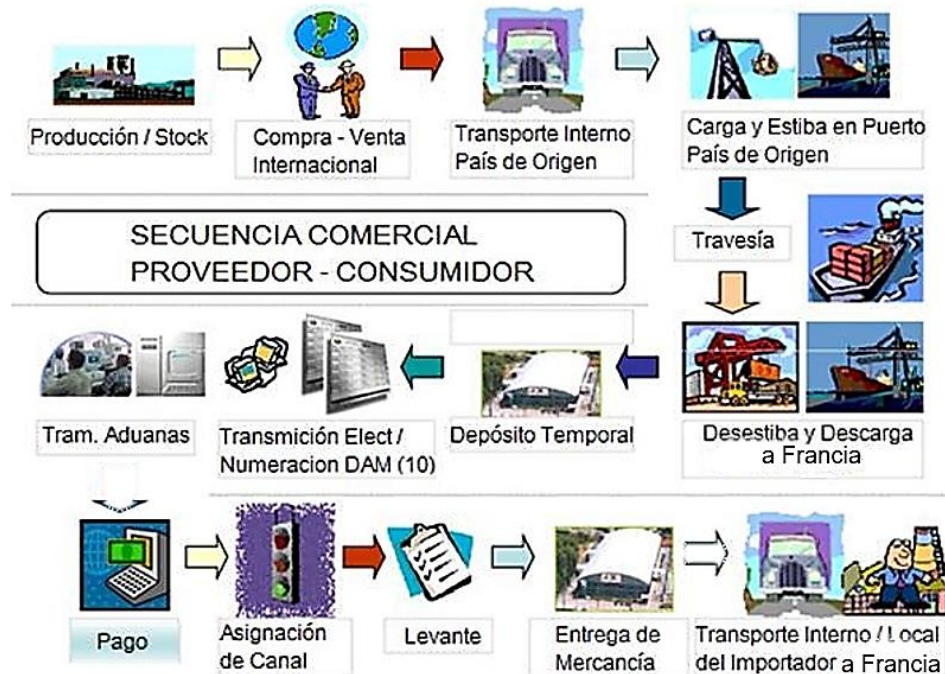 Producción / Stock
Compra - Venta
Internacional
Transporte Interno
País de Origen
Carga y Estiba en Puerto
País de Origen
SECUENCIA COMERCIAL
PROVEEDOR - CONSUMIDOR
Travesía
Tram. Aduanas
Transmición Elect /
Numeracion DAM (10)
Depósito Temporal
Desestiba y Descarga
a Francia
Pago
Asignación
de Canal
Levante
Entrega de
Mercancía
Transporte Interno / Local
del Importador a Francia